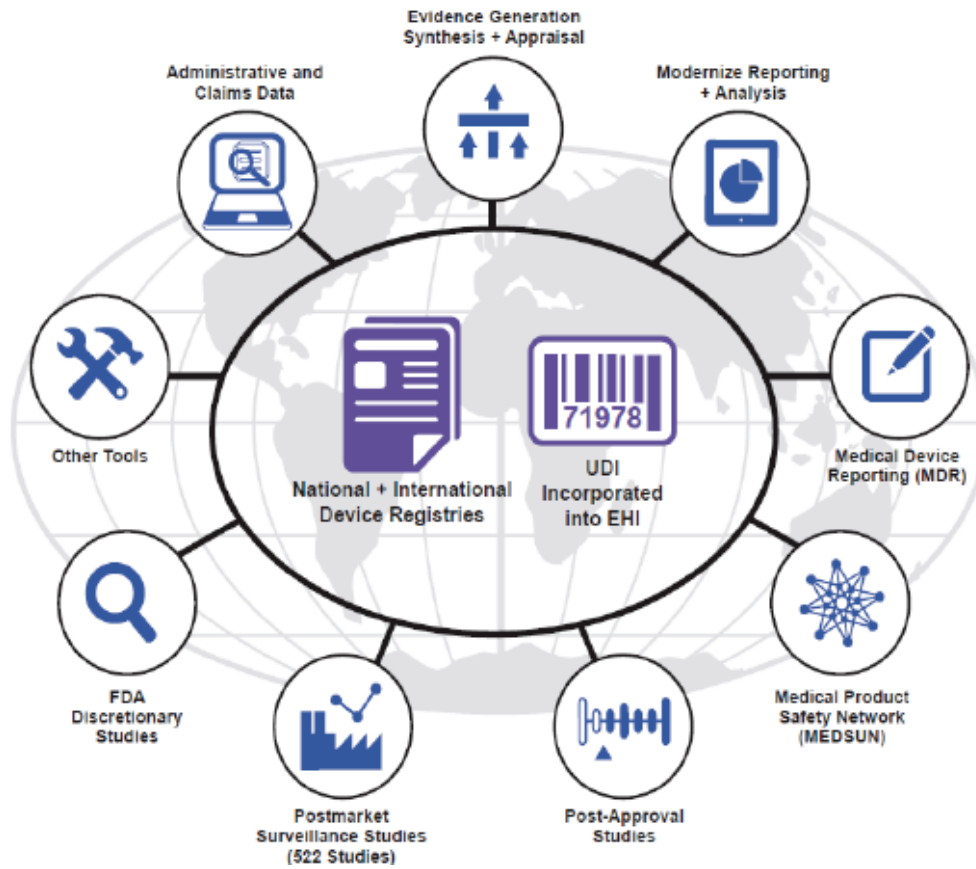 Evidence Generation
Synthesis + Appraisal
Administrative and
Claims Data
Modernize Reporting
+ Analysis
Other Tools
71978
National + International
Device Registries
UDI
Incorporated
into EHI
Medical Device
Reporting (MDR)
FDA
Discretionary
Studies
Medical Product
Safety Network
(MEDSUN)
Postmarket
Surveillance Studies
(522 Studies)
Post-Approval
Studies